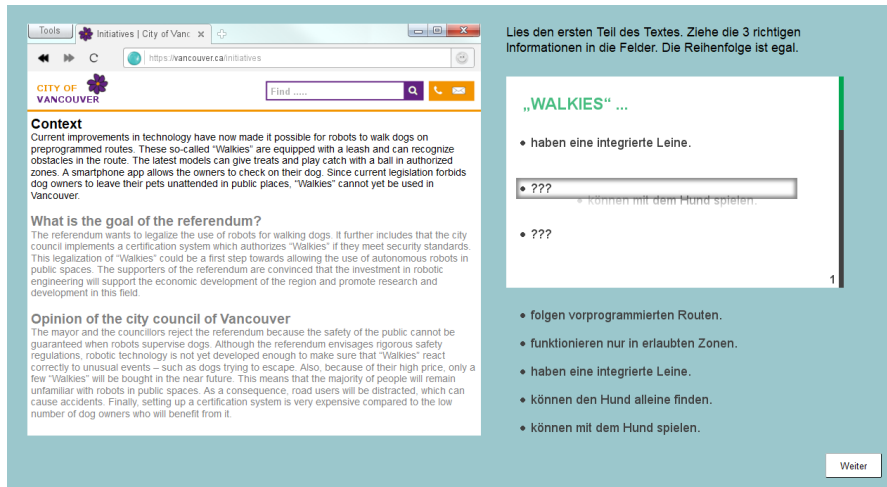 Tools
Initiatives | City of Vanc
https://vancouver.ca/initiatives
CITY OF
VANCOUVER
Find .....
Context
Current improvements in technology have now made it possible for robots to walk dogs on
preprogrammed routes. These so-called “Walkies” are equipped with a leash and can recognize
obstacles in the route. The latest models can give treats and play catch with a ball in authorized
zones. A smartphone app allows the owners to check on their dog. Since current legislation forbids
dog owners to leave their pets unattended in public places, “Walkies” cannot yet be used in
Vancouver.
What is the goal of the referendum?
The referendum wants to legalize the use of robots for walking dogs. It further includes that the city
council implements a certification system which authorizes “Walkies” if they meet security standards.
This legalization of “Walkies” could be a first step towards allowing the use of autonomous robots in
public spaces. The supporters of the referendum are convinced that the investment in robotic
engineering will support the economic development of the region and promote research and
development in this field.
Opinion of the city council of Vancouver
The mayor and the councillors reject the referendum because the safety of the public cannot be
guaranteed when robots supervise dogs. Although the referendum envisages rigorous safety
regulations, robotic technology is not yet developed enough to make sure that “Walkies” react
correctly to unusual events – such as dogs trying to escape. Also, because of their high price, only a
few “Walkies” will be bought in the near future. This means that the majority of people will remain
unfamiliar with robots in public spaces. As a consequence, road users will be distracted, which can
cause accidents. Finally, setting up a certification system is very expensive compared to the low
number of dog owners who will benefit from it.
Lies den ersten Teil des Textes. Ziehe die 3 richtigen
Informationen in die Felder. Die Reihenfolge ist egal.
„WALKIES“ ...
• haben eine integrierte Leine.
• ???
• können mit dem Hund spielen.
• ???
1
• folgen vorprogrammierten Routen.
• funktionieren nur in erlaubten Zonen.
• haben eine integrierte Leine.
• können den Hund alleine finden.
• können mit dem Hund spielen.
Weiter